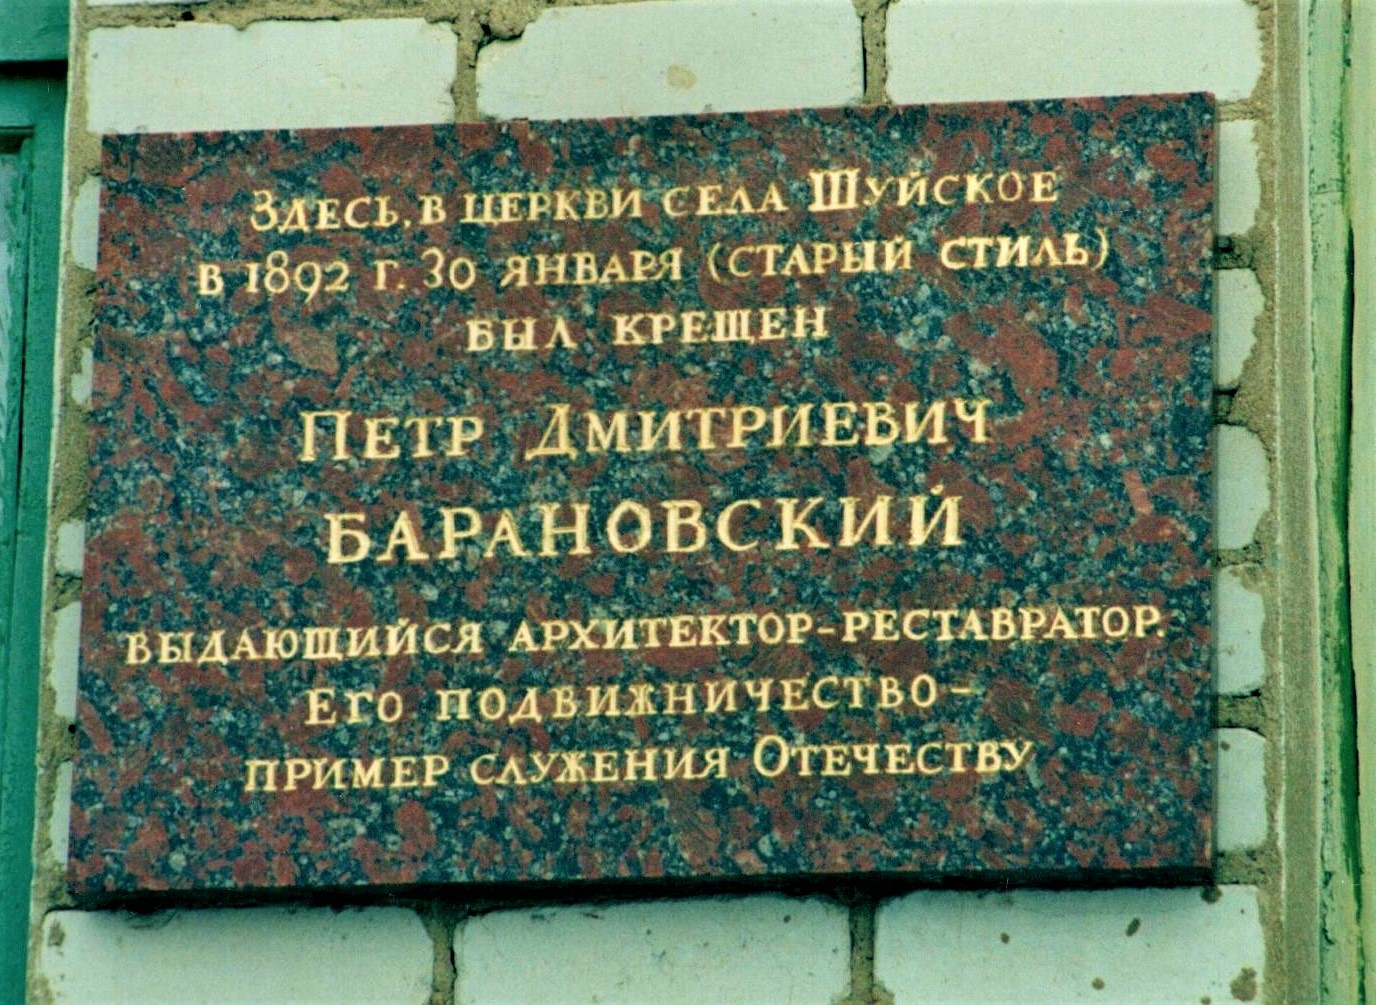 Здесь, в церкви села Шуйское
в 1892 г. 30 января (старый стиль)
был крещен
Петр Дмитриевич
Барановский
выдающийся архитектор-реставратор.
Его подвижничество-
пример служения Отечеству